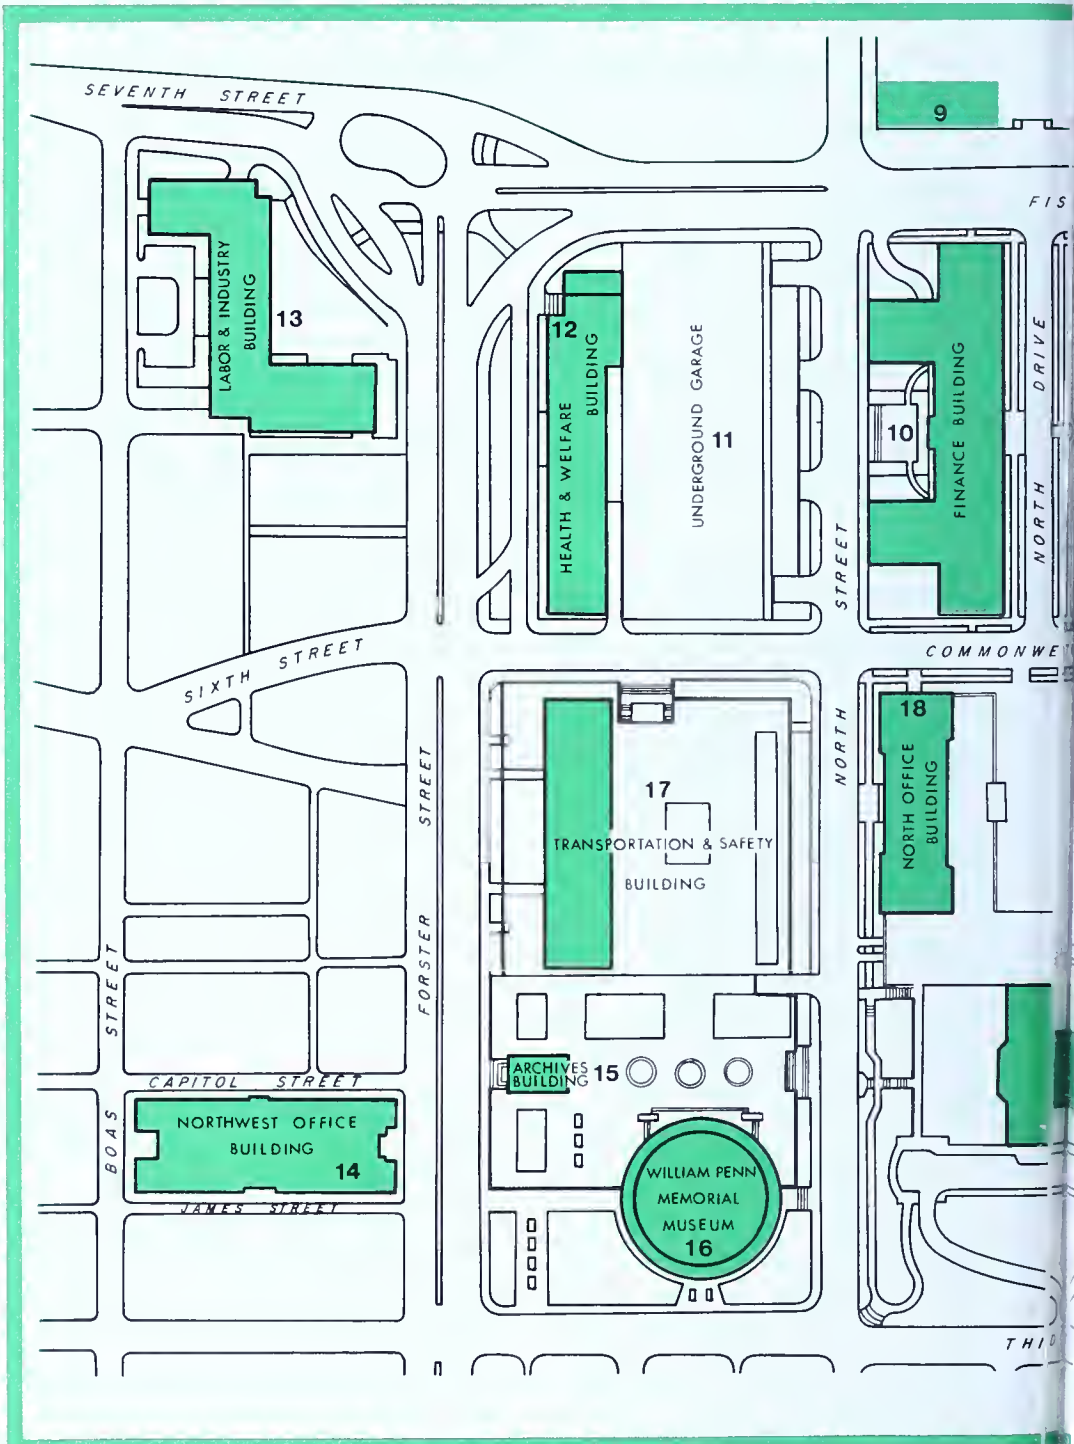 SEVENTH STREET
9
FIS
LABOR & INDUSTRY
BUILDING
13
12
HEALTH & WELFARE
BUILDING
UNDERGROUND GARAGE
11
STREET
NORTH
10
FINANCE BUILDING
NORTH DRIVE
SIXTH STREET
COMMONWE
18
NORTH OFFICE
BUILDING
17
TRANSPORTATION & SAFETY
BUILDING
FORSTER STREET
BOAS STREET
ARCHIVES
BUILDING
15
CAPITOL STREET
NORTHWEST OFFICE
BUILDING
14
JAMES STREET
WILLIAM PENN
MEMORIAL
MUSEUM
16
THI